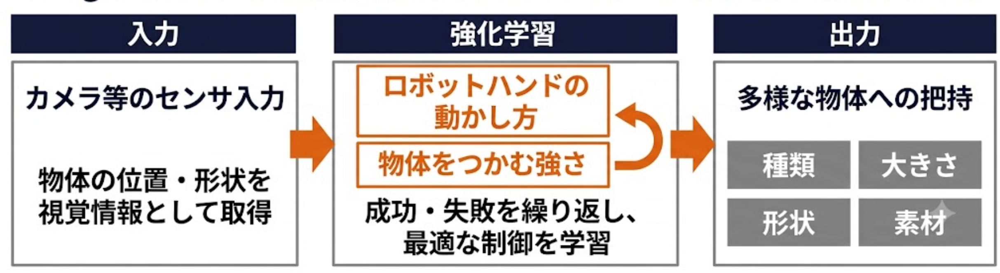 入力
カメラ等のセンサ入力
物体の位置・形状を
視覚情報として取得
強化学習
ロボットハンドの
動かし方
物体をつかむ強さ
成功・失敗を繰り返し、
最適な制御を学習
出力
多様な物体への把持
種類
大きさ
形状
素材